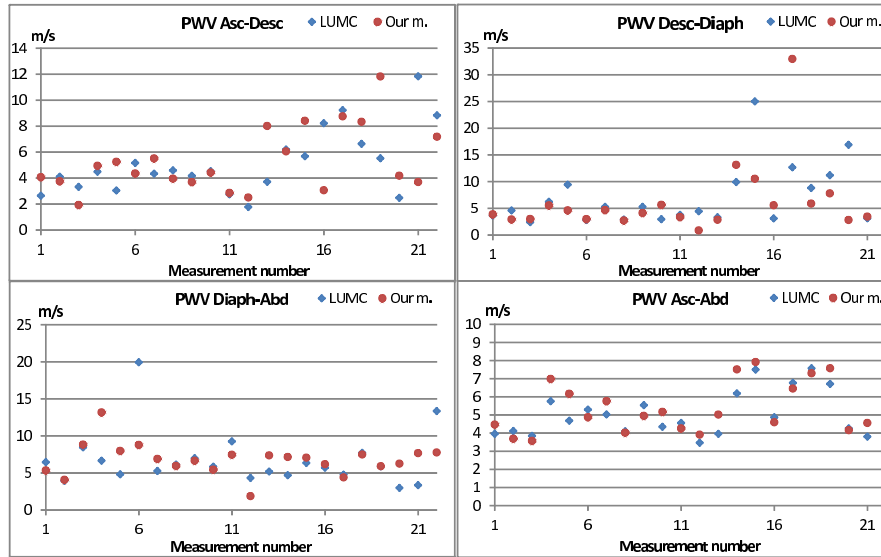 PWV Asc-Desc
LUMC
Our m.
m/s
14
12
10
8
6
4
2
0
1
6
11
16
21
Measurement number
PWV Desc-Diaph
LUMC
Our m.
m/s
35
30
25
20
15
10
5
0
1
6
11
16
21
Measurement number
PWV Diaph-Abd
LUMC
Our m.
m/s
25
20
15
10
5
0
1
6
11
16
21
Measurement number
PWV Asc-Abd
LUMC
Our m.
m/s
10
9
8
7
6
5
4
3
2
1
0
1
6
11
16
21
Measurement number